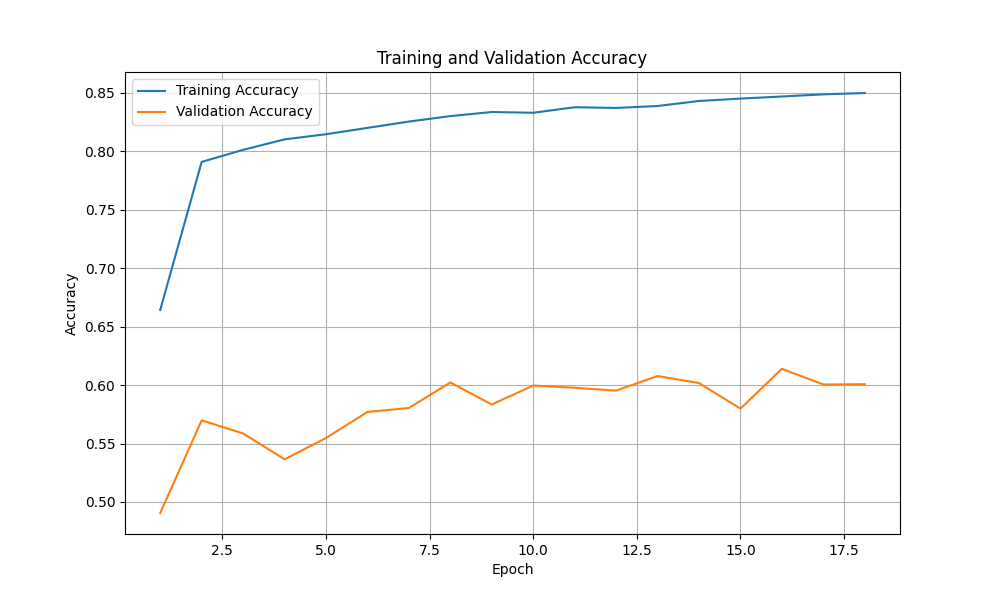 Training and Validation Accuracy
Training Accuracy
Validation Accuracy
0.85
0.80
0.75
0.70
0.65
0.60
0.55
0.50
Accuracy
2.5 5.0 7.5 10.0 12.5 15.0 17.5
Epoch